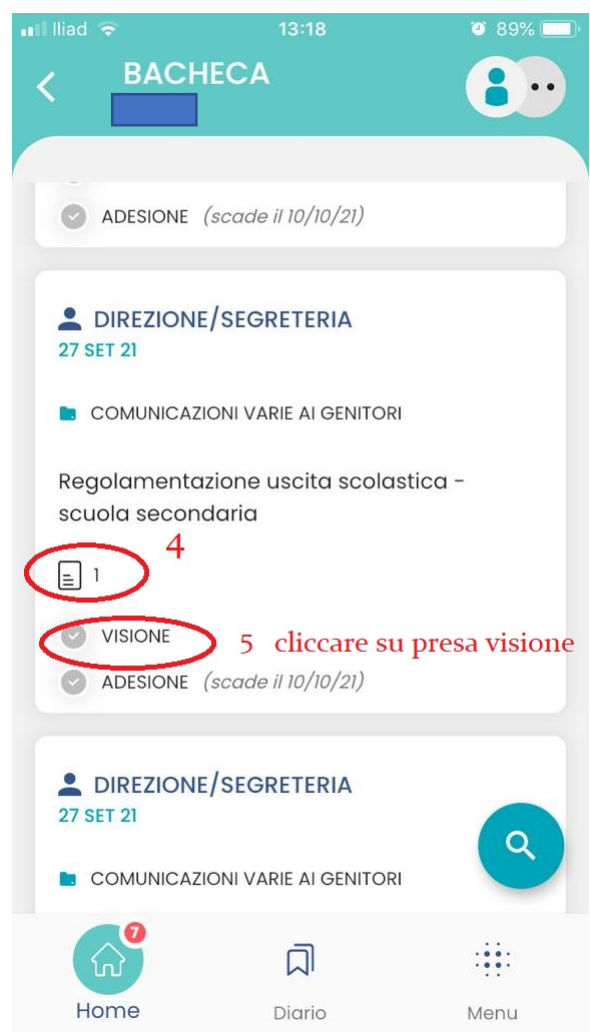 Iliad 13:18 89%
BACHECA
ADESIONE (scade il 10/10/21)
DIREZIONE/SEGRETERIA
27 SET 21
COMUNICAZIONI VARIE AI GENITORI
Regolamentazione uscita scolastica -
scuola secondaria
4
1
VISIONE 5 cliccare su presa visione
ADESIONE (scade il 10/10/21)
DIREZIONE/SEGRETERIA
27 SET 21
COMUNICAZIONI VARIE AI GENITORI
7
Home Diario Menu